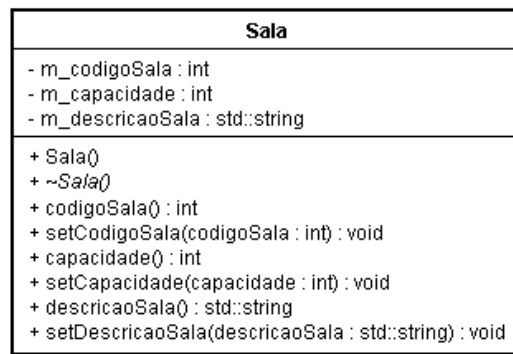 Sala
- m_codigoSala : int
- m_capacidade : int
- m_descricaoSala : std::string
+ Sala()
+ ~Sala()
+ codigoSala() : int
+ setCodigoSala(codigoSala : int) : void
+ capacidade() : int
+ setCapacidade(capacidade : int) : void
+ descricaoSala() : std::string
+ setDescricaoSala(descricaoSala : std::string) : void